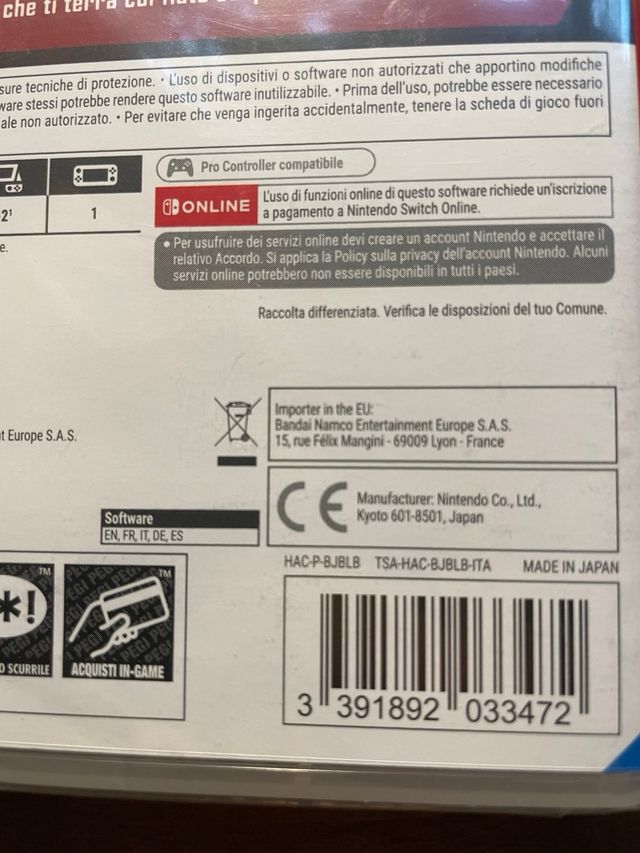 che ti terra
sure tecniche di protezione. • L'uso di dispositivi o software non autorizzati che apportino modifiche
ware stessi potrebbe rendere questo software inutilizzabile. • Prima dell'uso, potrebbe essere necessario
ale non autorizzato. • Per evitare che venga ingerita accidentalmente, tenere la scheda di gioco fuori
Pro Controller compatibile
2¹
1
ONLINE
L'uso di funzioni online di questo software richiede un'iscrizione
a pagamento a Nintendo Switch Online.
e.
• Per usufruire dei servizi online devi creare un account Nintendo e accettare il
relativo Accordo. Si applica la Policy sulla privacy dell'account Nintendo. Alcuni
servizi online potrebbero non essere disponibili in tutti i paesi.
Raccolta differenziata. Verifica le disposizioni del tuo Comune.
t Europe S.A.S.
Importer in the EU:
Bandai Namco Entertainment Europe S.A.S.
15, rue Félix Mangini - 69009 Lyon - France
CE
Manufacturer: Nintendo Co., Ltd.,
Kyoto 601-8501, Japan
Software
EN, FR, IT, DE, ES
HAC-P-BJBLB TSA-HAC-BJBLB-ITA MADE IN JAPAN
*!
TM
O SCURRILE
TM
ACQUISTI IN-GAME
3 391892 033472